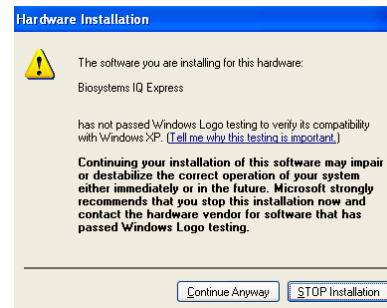 Hardware Installation
The software you are installing for this hardware:
Biosystems IQ Express
has not passed Windows Logo testing to verify its compatibility
with Windows XP. (Tell me why this testing is important.)
Continuing your installation of this software may impair
or destabilize the correct operation of your system
either immediately or in the future. Microsoft strongly
recommends that you stop this installation now and
contact the hardware vendor for software that has
passed Windows Logo testing.
Continue Anyway
STOP Installation